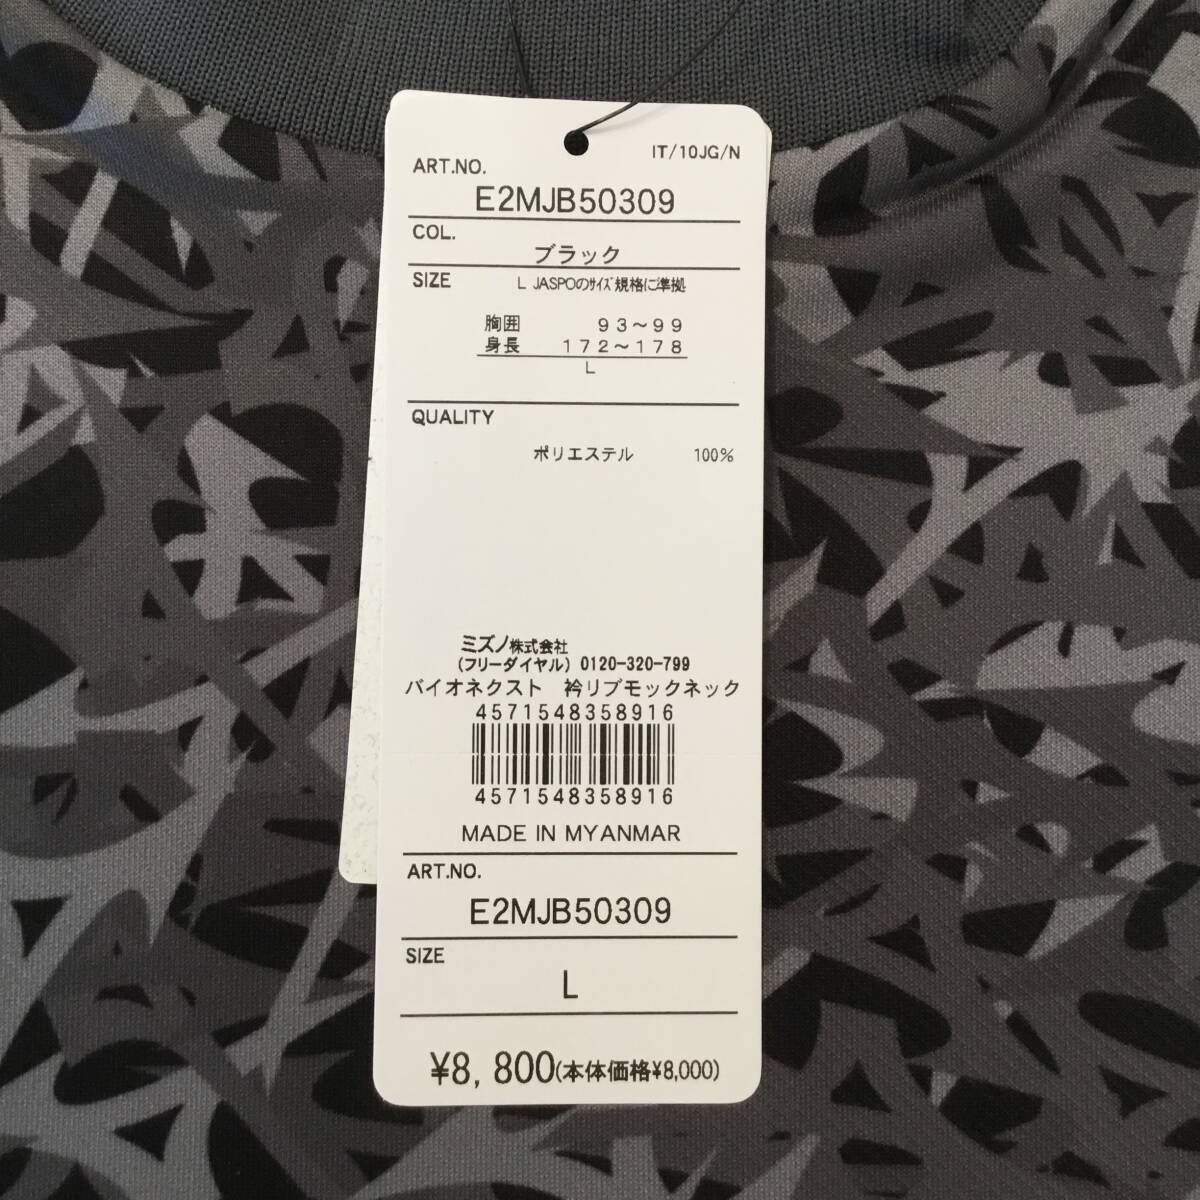 IT/10JG/N
ART.NO.
E2MJB50309
COL.
ブラック
SIZE
L JASPOのサイズ規格に準拠
胸囲 93～99
身長 172～178
L
QUALITY
ポリエステル 100%
ミズノ株式会社
(フリーダイヤル) 0120-320-799
バイオネクスト 衿リブモックネック
4571548358916
4571548358916
MADE IN MYANMAR
ART.NO.
E2MJB50309
SIZE
L
¥8,800(本体価格¥8,000)